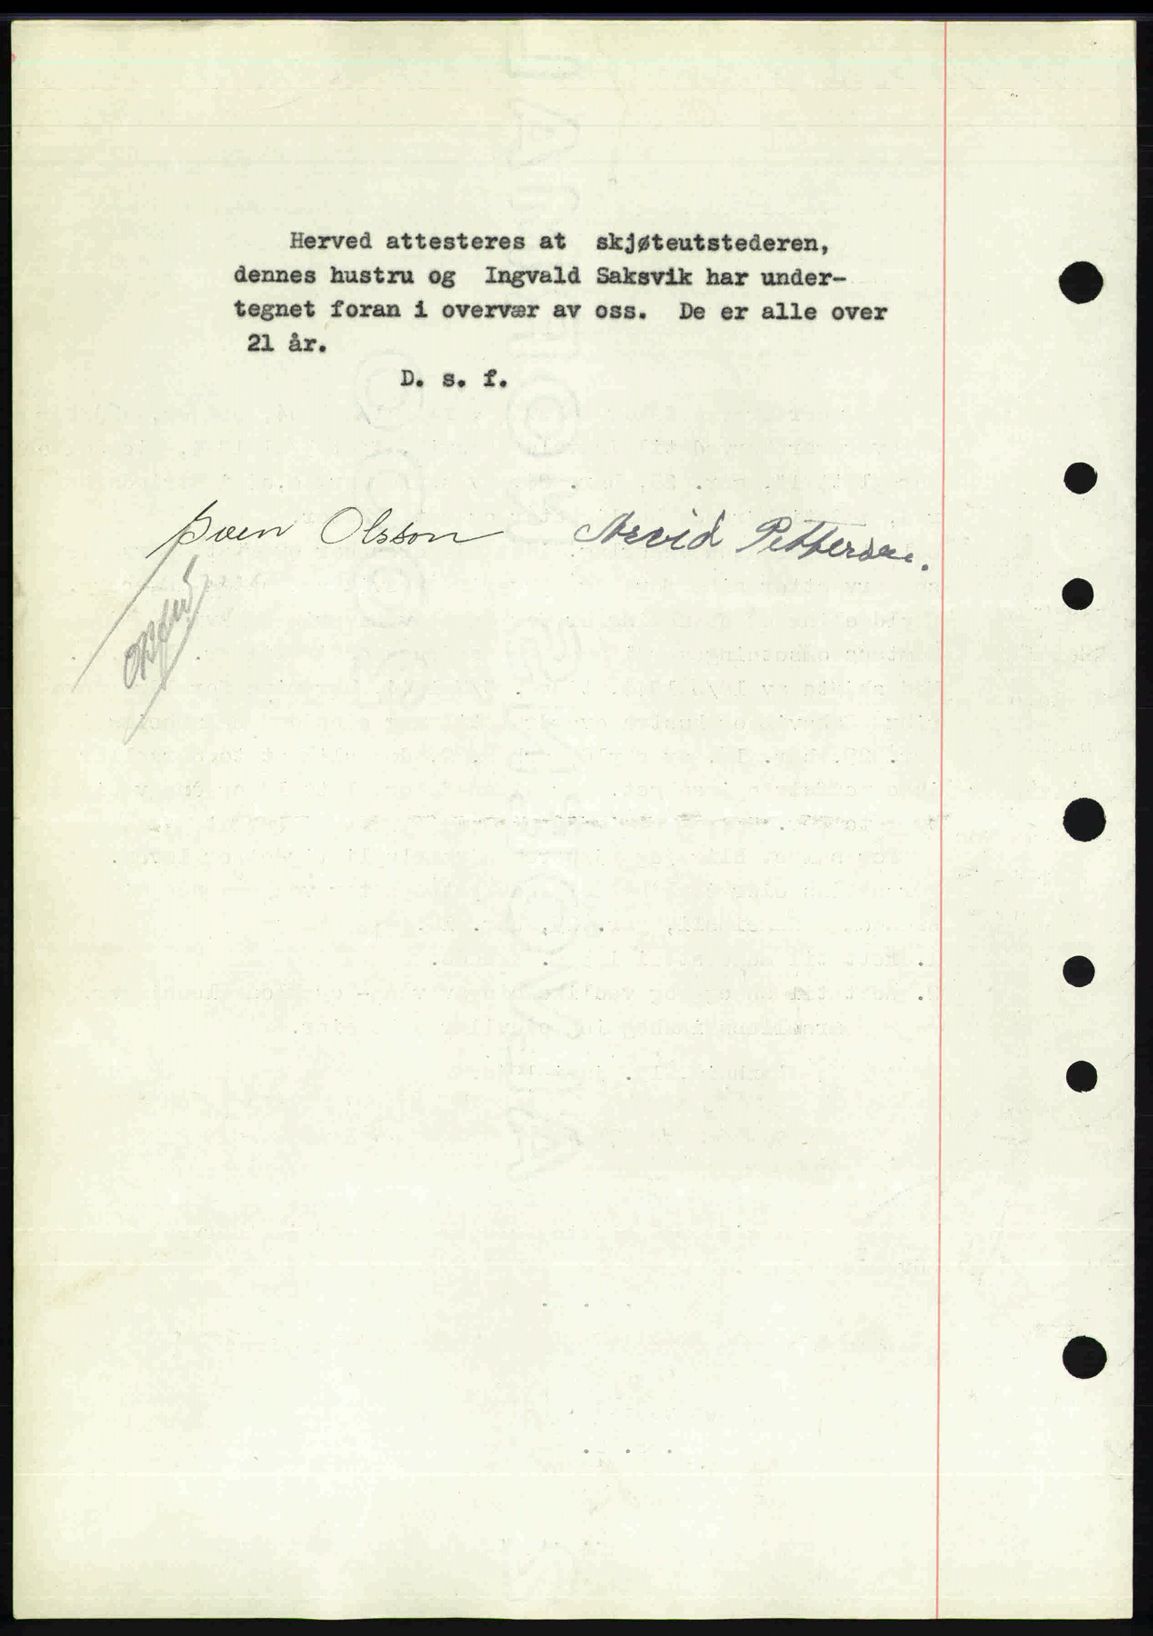 Herved attesteres at skjøteutstederen,
dennes hustru og Ingvald Saksvik har under-
tegnet foran i overvær av oss. De er alle over
21 år.
D. s. f.
Sven Olsson Arvid Pettersen.